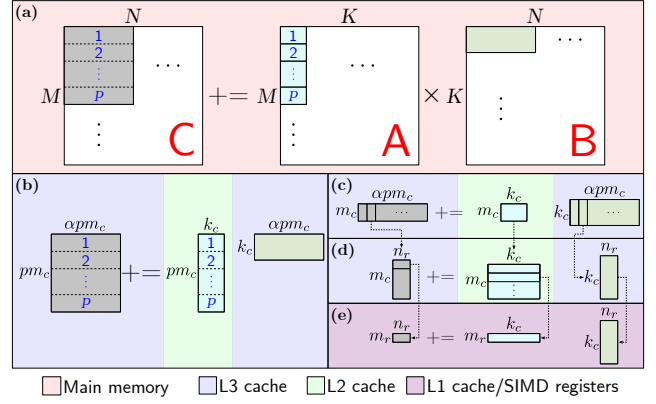 (a)
N
K
N
1
2
⋮
p
...
M
+=
M
1
2
⋮
p
...
×
K
...
⋮
⋮
C
A
B
(b)
αpm_c
k_c
αpm_c
pm_c
1
2
⋮
p
+=
pm_c
1
2
⋮
p
k_c
(c)
αpm_c
k_c
αpm_c
m_c
...
+=
m_c
k_c
...
(d)
n_r
k_c
n_r
m_c
+=
m_c
⋮
k_c
(e)
n_r
k_c
n_r
m_r
+=
m_r
k_c
Main memory
L3 cache
L2 cache
L1 cache/SIMD registers